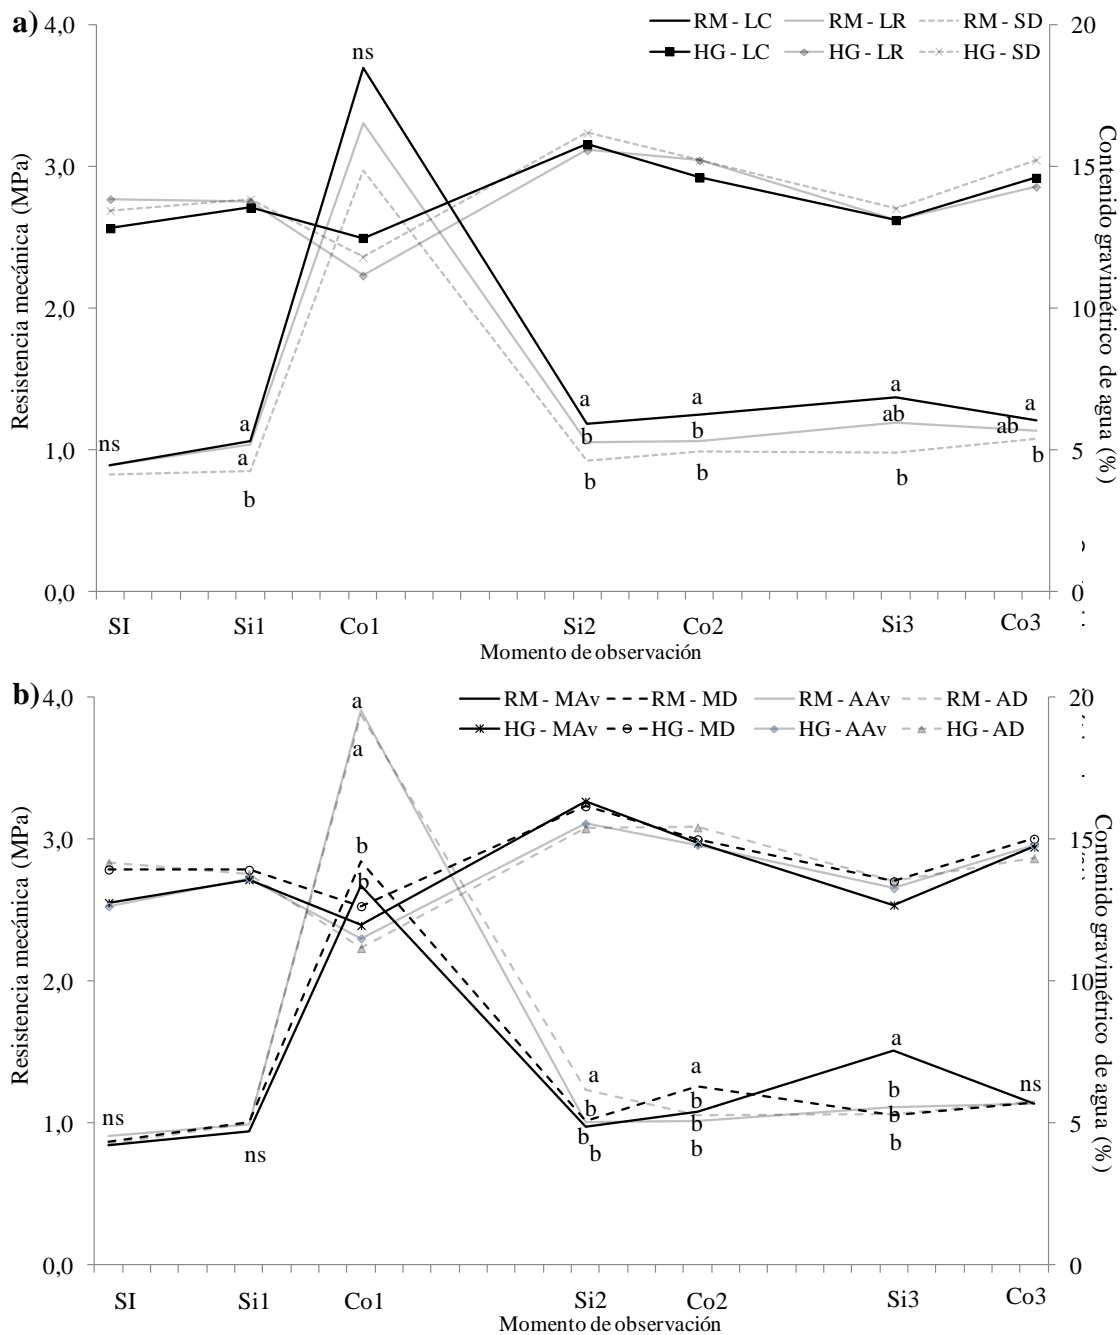 a)
RM - LC RM - LR RM - SD
HG - LC HG - LR HG - SD
Resistencia mecánica (MPa)
4,0
3,0
2,0
1,0
0,0
20
15
10
5
0
Contenido gravimétrico de agua (%)
ns
a
a
b
ns
a
b
b
a
b
b
a
ab
b
a
ab
b
SI Si1 Co1 Si2 Co2 Si3 Co3
Momento de observación
b)
RM - MAv RM - MD RM - AAv RM - AD
HG - MAv HG - MD HG - AAv HG - AD
Resistencia mecánica (MPa)
4,0
3,0
2,0
1,0
0,0
20
15
10
5
0
Contenido gravimétrico de agua (%)
ns
ns
a
a
b
b
a
b
b
b
a
b
b
b
a
b
b
b
ns
SI Si1 Co1 Si2 Co2 Si3 Co3
Momento de observación